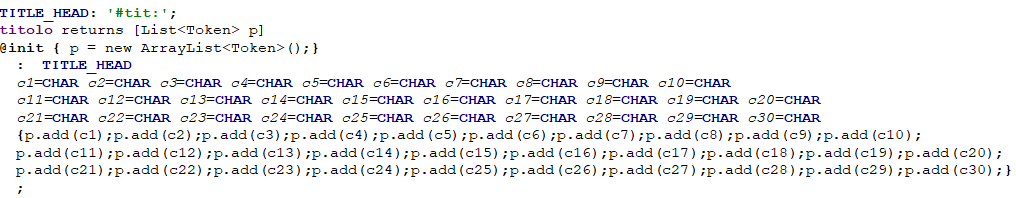 TITLE_HEAD: '#tit:';
titolo returns [List<Token> p]
@init { p = new ArrayList<Token>();}
: TITLE_HEAD
c1=CHAR c2=CHAR c3=CHAR c4=CHAR c5=CHAR c6=CHAR c7=CHAR c8=CHAR c9=CHAR c10=CHAR
c11=CHAR c12=CHAR c13=CHAR c14=CHAR c15=CHAR c16=CHAR c17=CHAR c18=CHAR c19=CHAR c20=CHAR
c21=CHAR c22=CHAR c23=CHAR c24=CHAR c25=CHAR c26=CHAR c27=CHAR c28=CHAR c29=CHAR c30=CHAR
{p.add(c1);p.add(c2);p.add(c3);p.add(c4);p.add(c5);p.add(c6);p.add(c7);p.add(c8);p.add(c9);p.add(c10);
p.add(c11);p.add(c12);p.add(c13);p.add(c14);p.add(c15);p.add(c16);p.add(c17);p.add(c18);p.add(c19);p.add(c20);
p.add(c21);p.add(c22);p.add(c23);p.add(c24);p.add(c25);p.add(c26);p.add(c27);p.add(c28);p.add(c29);p.add(c30);}
;